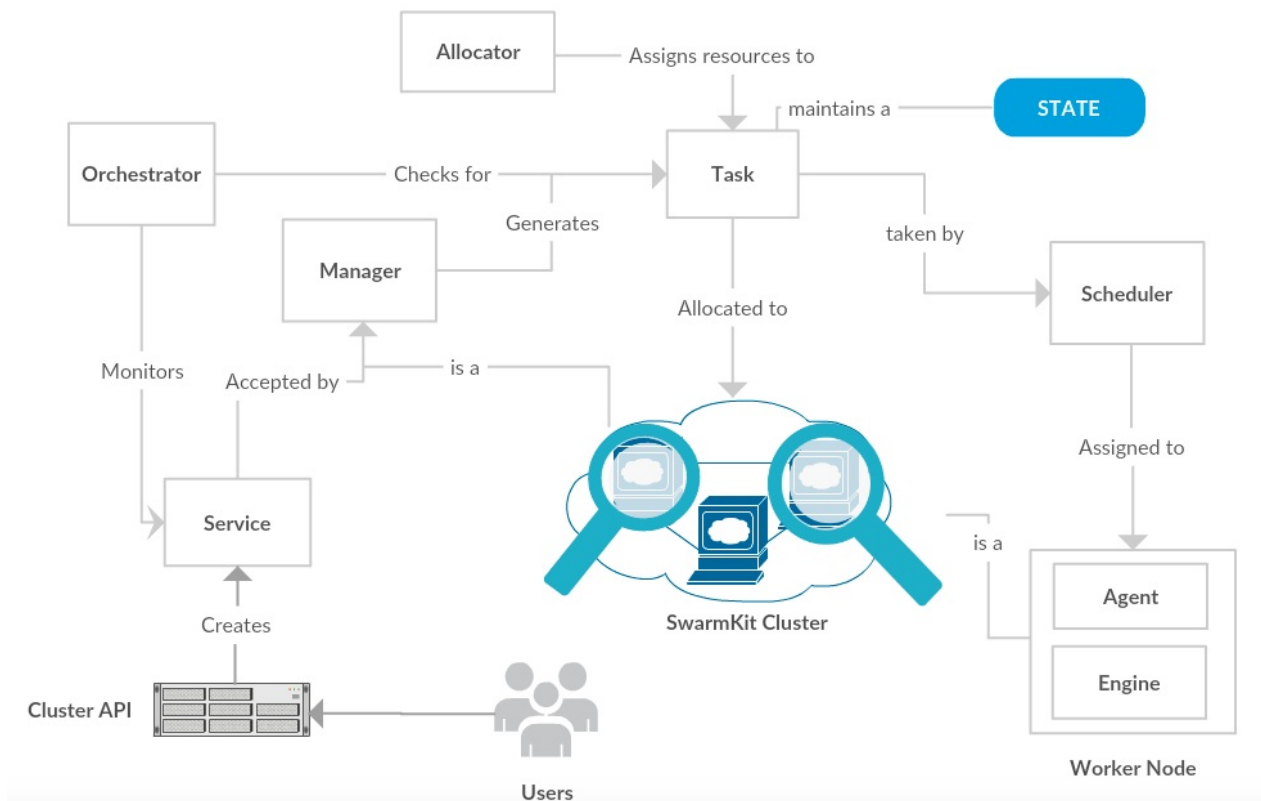 Allocator
Assigns resources to
maintains a
STATE
Orchestrator
Checks for
Task
Generates
taken by
Manager
Scheduler
Allocated to
Monitors
Accepted by
is a
Assigned to
Service
is a
Agent
Creates
SwarmKit Cluster
Engine
Cluster API
Worker Node
Users